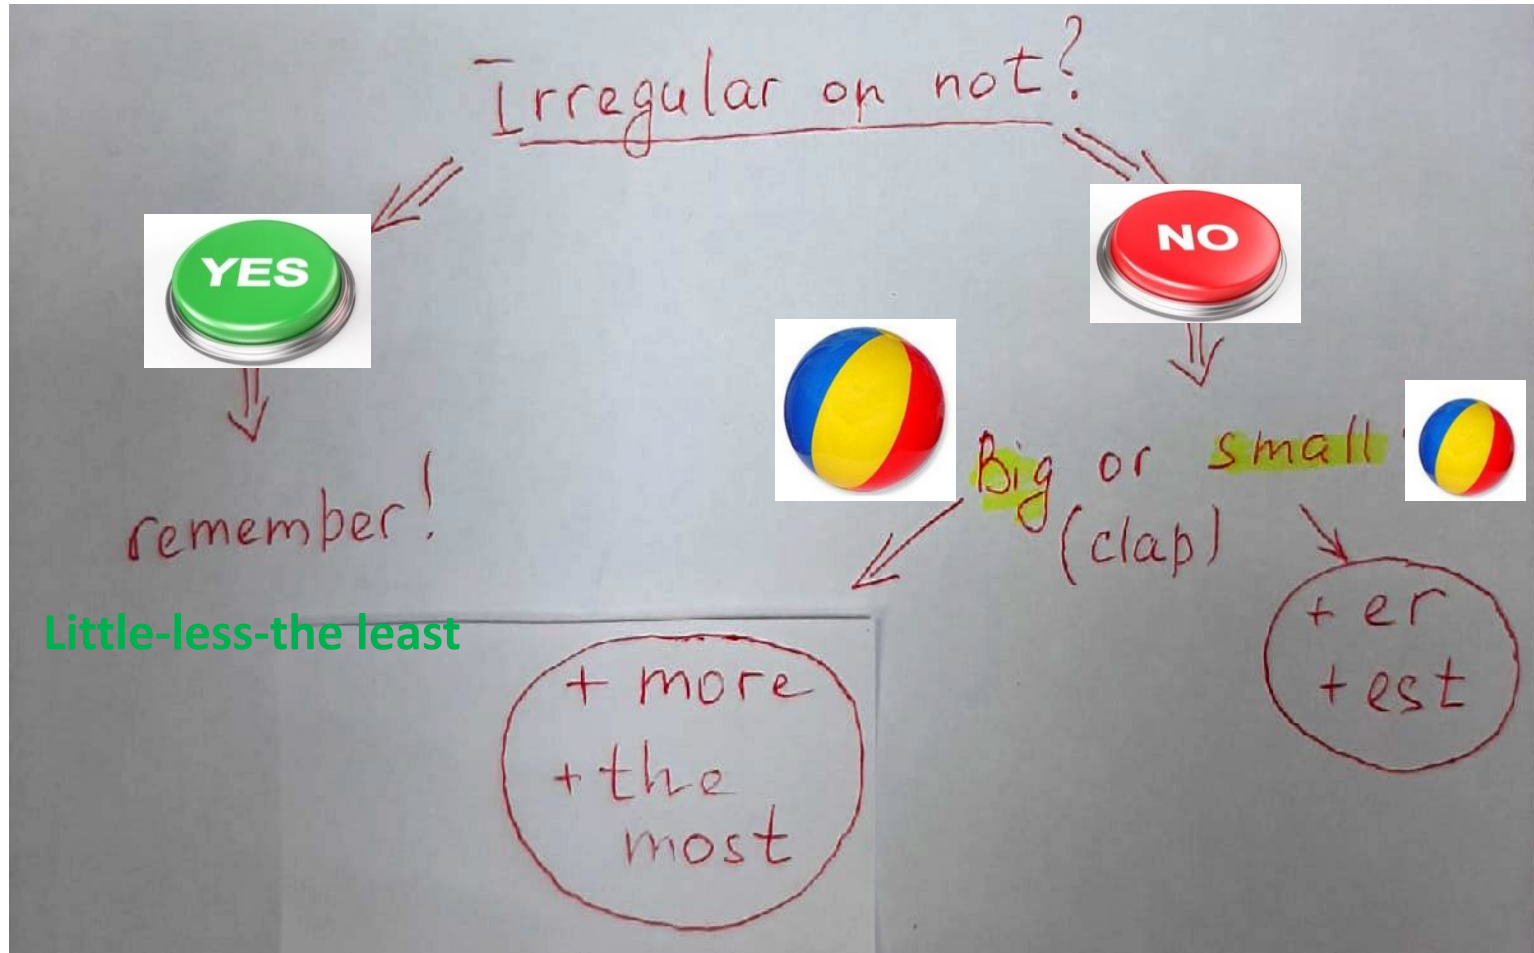 Irregular or not?
YES
NO
Big or small
(clap)
remember!
+ er
+ est
Little-less-the least
+ more
+ the
most